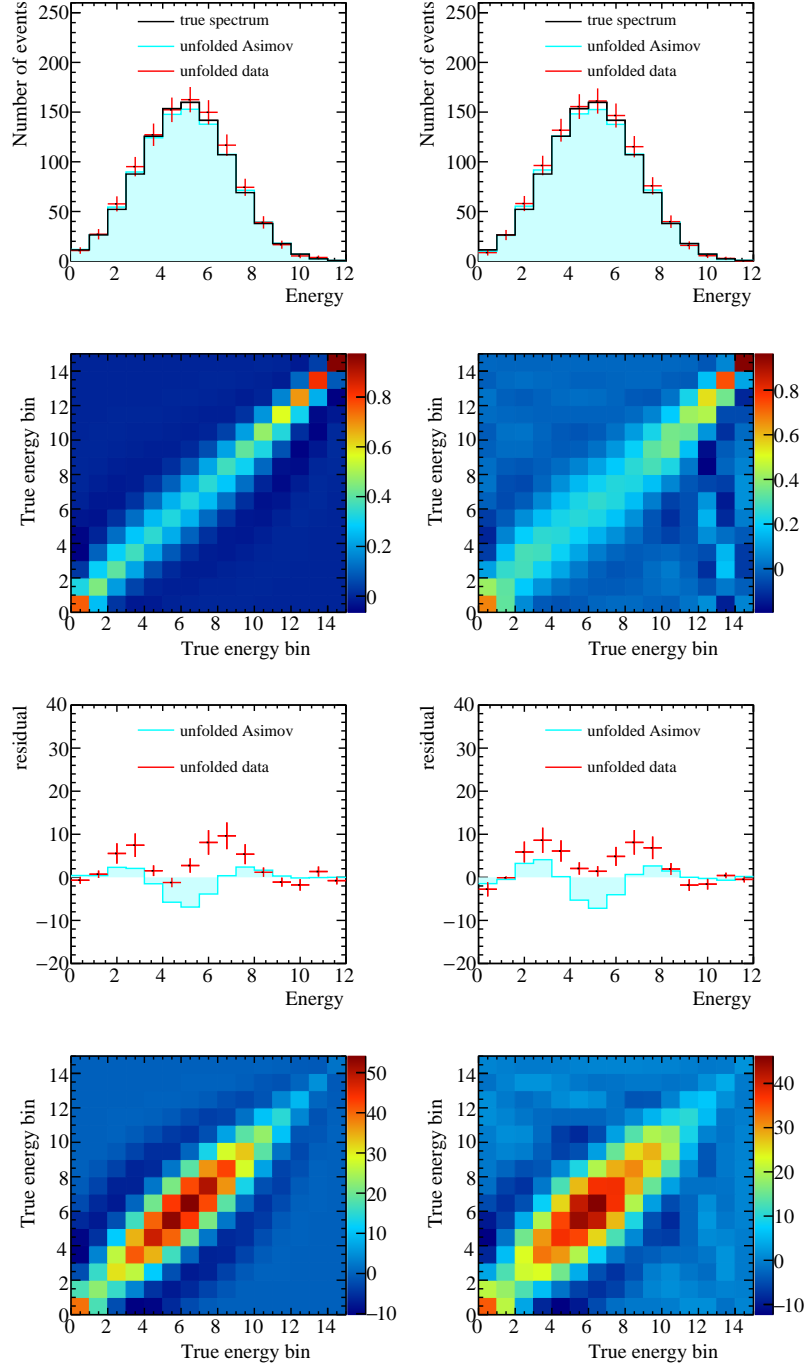 Number of events
250
200
150
100
50
0
true spectrum
unfolded Asimov
unfolded data
0 2 4 6 8 10 12
Energy
Number of events
250
200
150
100
50
0
true spectrum
unfolded Asimov
unfolded data
0 2 4 6 8 10 12
Energy
True energy bin
14
12
10
8
6
4
2
0
0 2 4 6 8 10 12 14
True energy bin
0.8
0.6
0.4
0.2
0
True energy bin
14
12
10
8
6
4
2
0
0 2 4 6 8 10 12 14
True energy bin
0.8
0.6
0.4
0.2
0
residual
40
30
20
10
0
−10
−20
unfolded Asimov
unfolded data
0 2 4 6 8 10 12
Energy
residual
40
30
20
10
0
−10
−20
unfolded Asimov
unfolded data
0 2 4 6 8 10 12
Energy
True energy bin
14
12
10
8
6
4
2
0
0 2 4 6 8 10 12 14
True energy bin
50
40
30
20
10
0
−10
True energy bin
14
12
10
8
6
4
2
0
0 2 4 6 8 10 12 14
True energy bin
40
30
20
10
0
−10